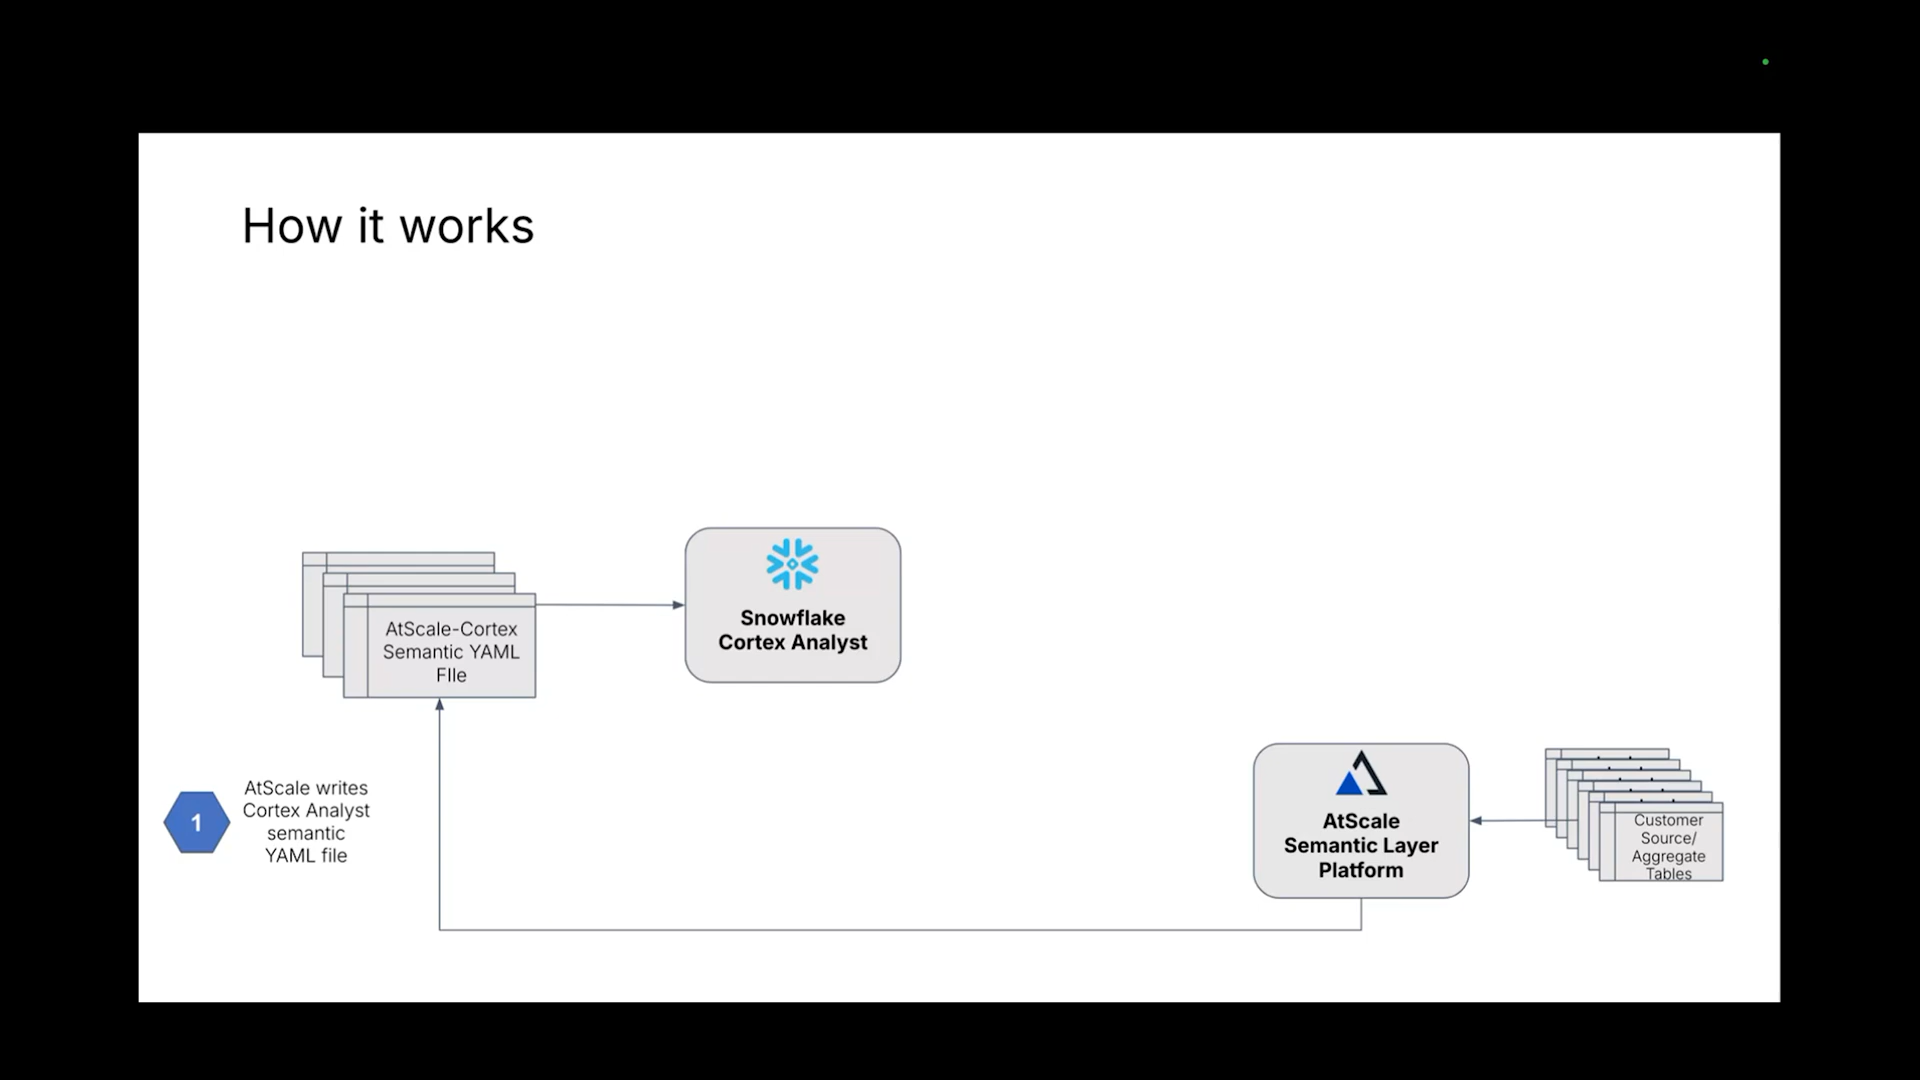 How it works
AtScale-Cortex
Semantic YAML
FIle
Snowflake
Cortex Analyst
1
AtScale writes
Cortex Analyst
semantic
YAML file
AtScale
Semantic Layer
Platform
Customer
Source/
Aggregate
Tables